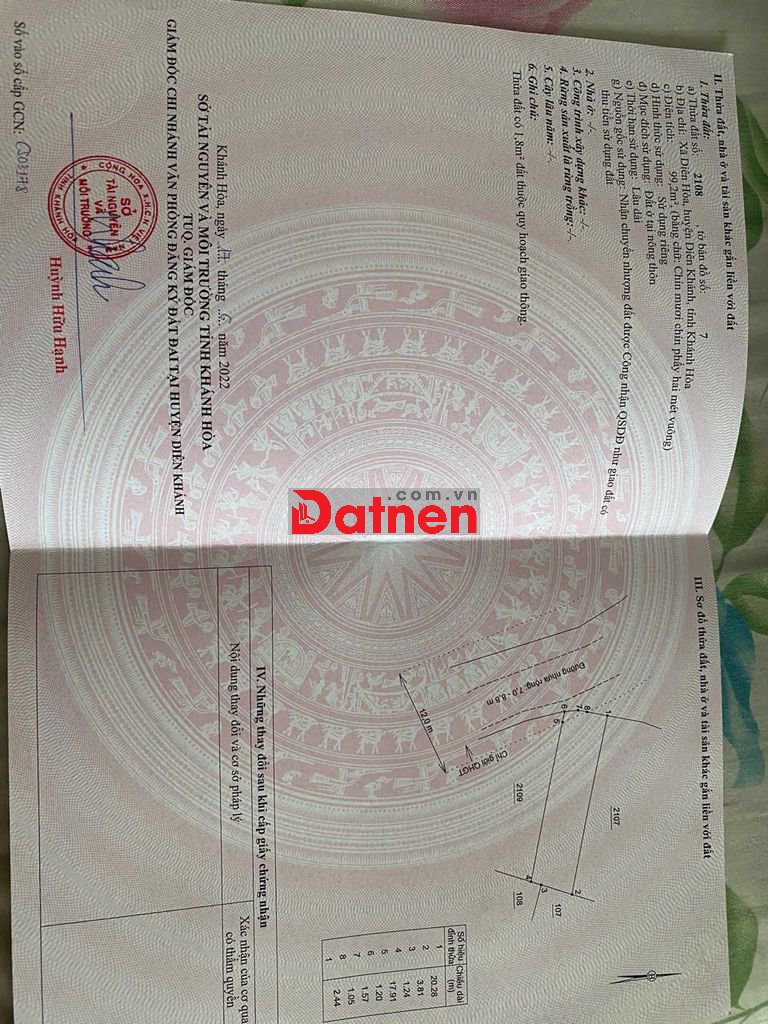 II. Thửa đất, nhà ở và tài sản khác gắn liền với đất
1. Thửa đất:
a) Thửa đất số: 2108 tờ bản đồ số: 7
b) Địa chỉ: Xã Diên Hòa, huyện Diên Khánh, tỉnh Khánh Hòa
c) Diện tích: 99,2m², (bằng chữ: Chín mươi chín phẩy hai mét vuông)
d) Hình thức sử dụng: Sử dụng riêng
đ) Mục đích sử dụng: Đất ở tại nông thôn
e) Thời hạn sử dụng: Lâu dài
g) Nguồn gốc sử dụng: Nhận chuyển nhượng đất được Công nhận QSDĐ như giao đất có
thu tiền sử dụng đất
2. Nhà ở: -/-.
3. Công trình xây dựng khác: -/-.
4. Rừng sản xuất là rừng trồng: -/-.
5. Cây lâu năm: -/-.
6. Ghi chú:
Thửa đất có 1,8m² đất thuộc quy hoạch giao thông.
Khánh Hòa, ngày 17 tháng 6 năm 2022
SỞ TÀI NGUYÊN VÀ MÔI TRƯỜNG TỈNH KHÁNH HÒA
TUQ. GIÁM ĐỐC
GIÁM ĐỐC CHI NHÁNH VĂN PHÒNG ĐĂNG KÝ ĐẤT ĐAI TẠI HUYỆN DIÊN KHÁNH
SỞ
TÀI NGUYÊN
VÀ
MÔI TRƯỜNG
Huỳnh Hữu Hạnh
Số vào sổ cấp GCN:
.com.vn
Datnen
III. Sơ đồ thửa đất, nhà ở và tài sản khác gắn liền với đất
2107
Đường nhựa rộng: 7,0 - 8,8 m
12,0 m
Chỉ giới QHGT
2109
107
108
1
2
3
4
5
6
7
8
Số hiệu đỉnh thửa Chiều dài (m)
1
20.28
2
3.81
3
1.24
4
17.91
5
1.20
6
1.57
7
1.05
8
2.44
1
IV. Những thay đổi sau khi cấp giấy chứng nhận
Nội dung thay đổi và cơ sở pháp lý
Xác nhận của cơ quan
có thẩm quyền